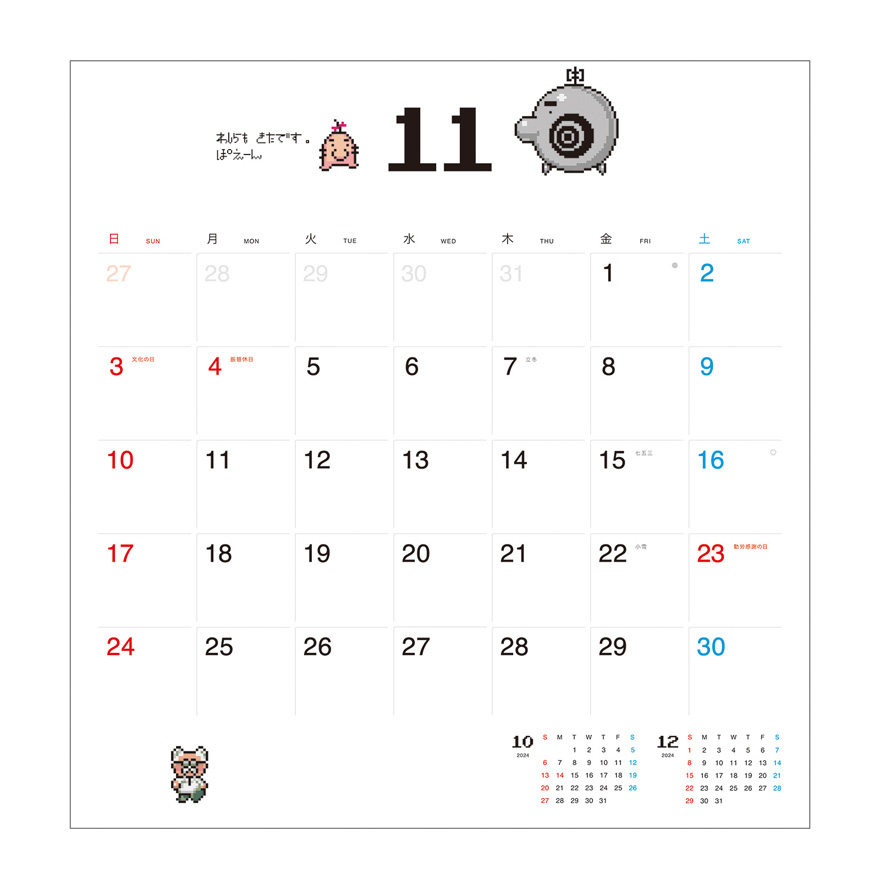 わしらも きたです。
ぽえーん
11
日 SUN 月 MON 火 TUE 水 WED 木 THU 金 FRI 土 SAT
27 28 29 30 31 1 2
3 文化の日 4 振替休日 5 6 7 立冬 8 9
10 11 12 13 14 15 七五三 16
17 18 19 20 21 22 小雪 23 勤労感謝の日
24 25 26 27 28 29 30
10
2024
S M T W T F S
1 2 3 4 5
6 7 8 9 10 11 12
13 14 15 16 17 18 19
20 21 22 23 24 25 26
27 28 29 30 31
12
2024
S M T W T F S
1 2 3 4 5 6 7
8 9 10 11 12 13 14
15 16 17 18 19 20 21
22 23 24 25 26 27 28
29 30 31